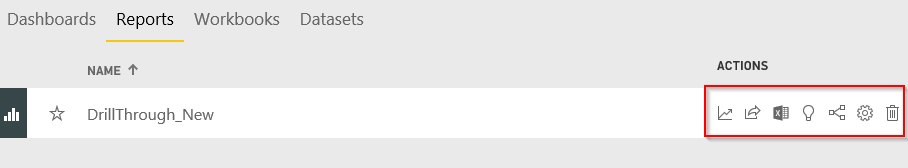 Dashboards Reports Workbooks Datasets
NAME ↑ ACTIONS
DrillThrough_New